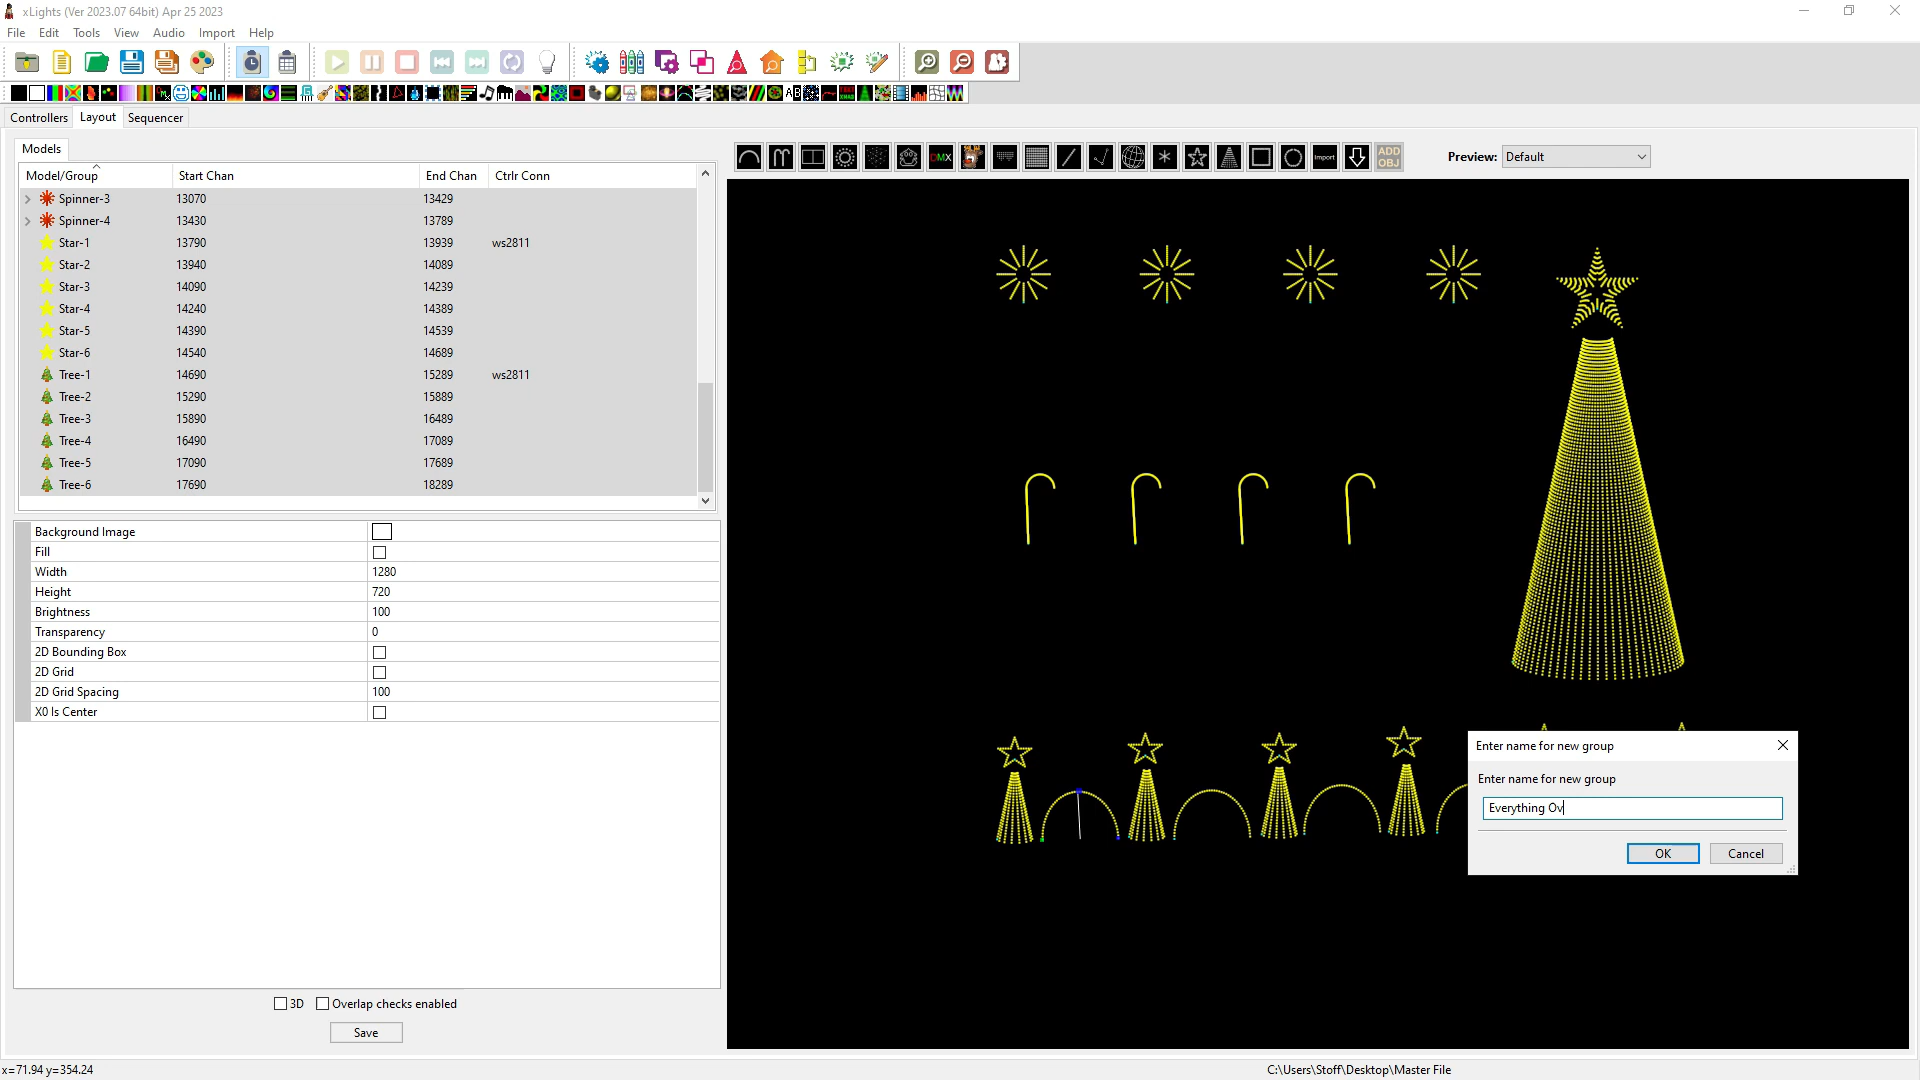 xLights (Ver 2023.07 64bit) Apr 25 2023
File Edit Tools View Audio Import Help
Controllers Layout Sequencer
Models
Model/Group Start Chan End Chan Ctrlr Conn
Spinner-3 13070 13429
Spinner-4 13430 13789
Star-1 13790 13939 ws2811
Star-2 13940 14089
Star-3 14090 14239
Star-4 14240 14389
Star-5 14390 14539
Star-6 14540 14689
Tree-1 14690 15289 ws2811
Tree-2 15290 15889
Tree-3 15890 16489
Tree-4 16490 17089
Tree-5 17090 17689
Tree-6 17690 18289
Background Image
Fill
Width 1280
Height 720
Brightness 100
Transparency 0
2D Bounding Box
2D Grid
2D Grid Spacing 100
X0 Is Center
3D Overlap checks enabled
Save
DMX Import ADD OBJ Preview: Default
Enter name for new group
Enter name for new group
Everything Ov
OK Cancel
x=71.94 y=354.24 C:\Users\Stoff\Desktop\Master File